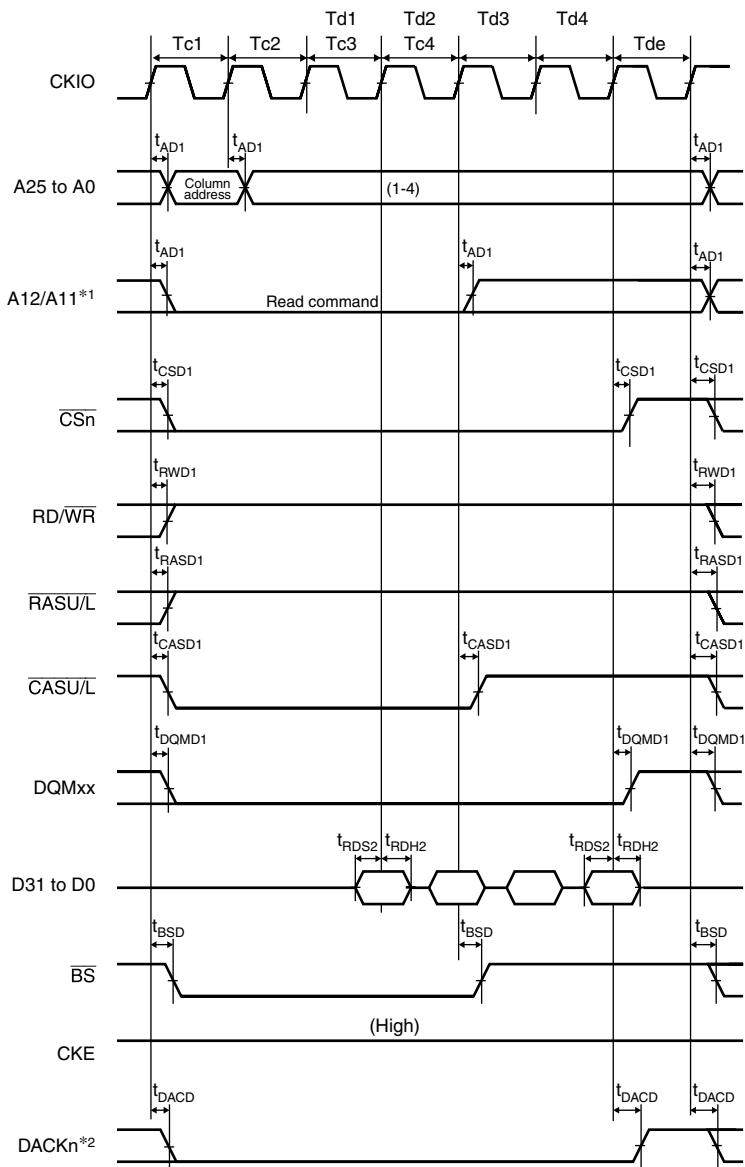 Td1 Td2 Td3 Td4
Tc1 Tc2 Tc3 Tc4 Tde
CKIO
tAD1 tAD1 tAD1
A25 to A0 Column address (1-4)
tAD1 tAD1 tAD1
A12/A11*1 Read command
tCSD1 tCSD1 tCSD1
CSn
tRWD1 tRWD1
RD/WR
tRASD1 tRASD1
RASU/L
tCASD1 tCASD1 tCASD1
CASU/L
tDQMD1 tDQMD1 tDQMD1
DQMxx
tRDS2 tRDH2 tRDS2 tRDH2
D31 to D0
tBSD tBSD tBSD
BS
(High)
CKE
tDACD tDACD tDACD
DACKn*2